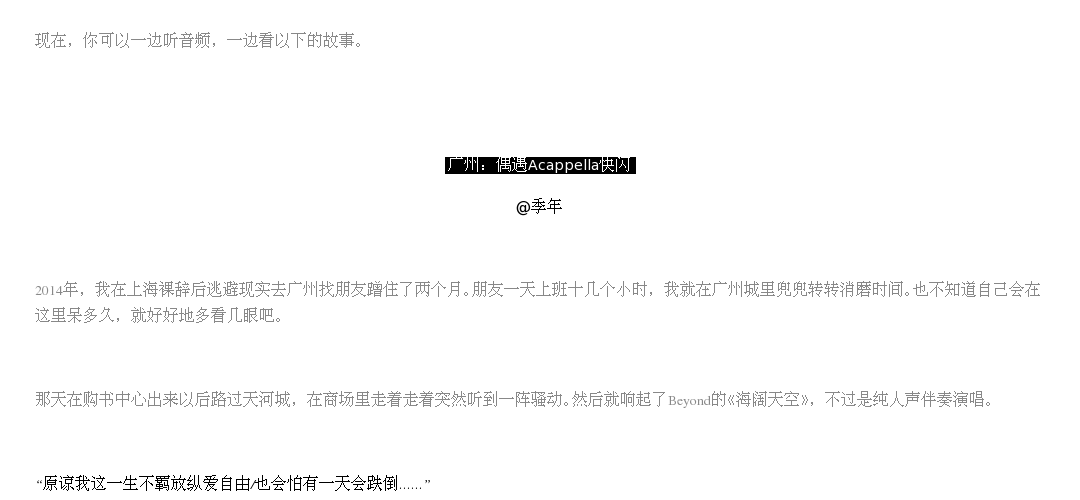 现在，你可以一边听音频，一边看以下的故事。
广州：偶遇Acappella快闪
@季年
2014年，我在上海裸辞后逃避现实去广州找朋友蹭住了两个月。朋友一天上班十几个小时，我就在广州城里兜兜转转消磨时间。也不知道自己会在
这里呆多久，就好好地多看几眼吧。
那天在购书中心出来以后路过天河城，在商场里走着走着突然听到一阵骚动。然后就响起了Beyond的《海阔天空》，不过是纯人声伴奏演唱。
“原谅我这一生不羁放纵爱自由/也会怕有一天会跌倒……”